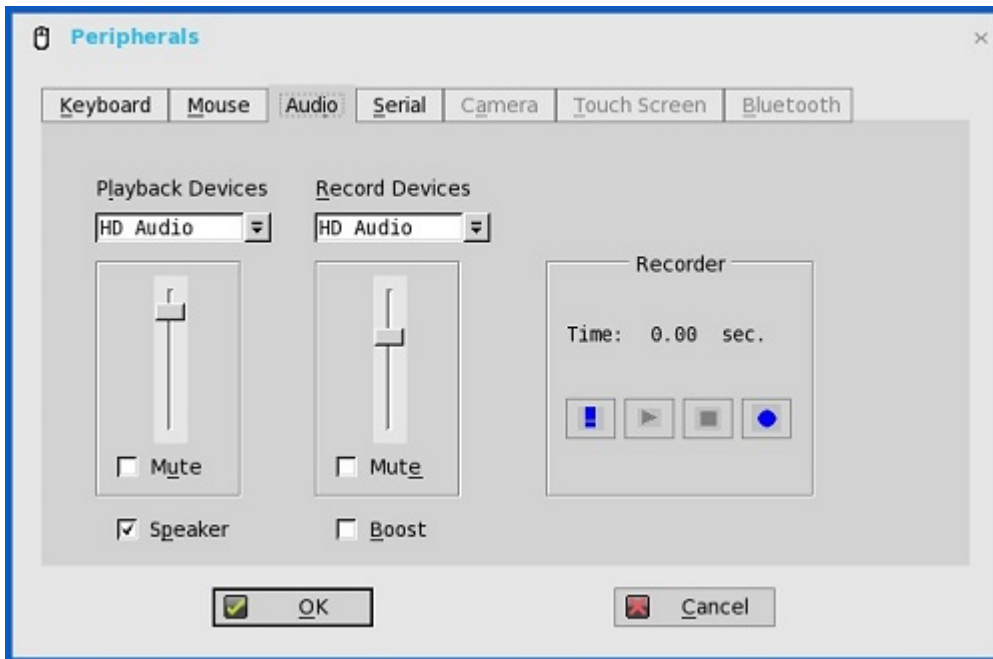 Peripherals
Keyboard Mouse Audio Serial Camera Touch Screen Bluetooth
Playback Devices Record Devices
HD Audio HD Audio
Recorder
Time: 0.00 sec.
Mute Mute
Speaker Boost
OK Cancel